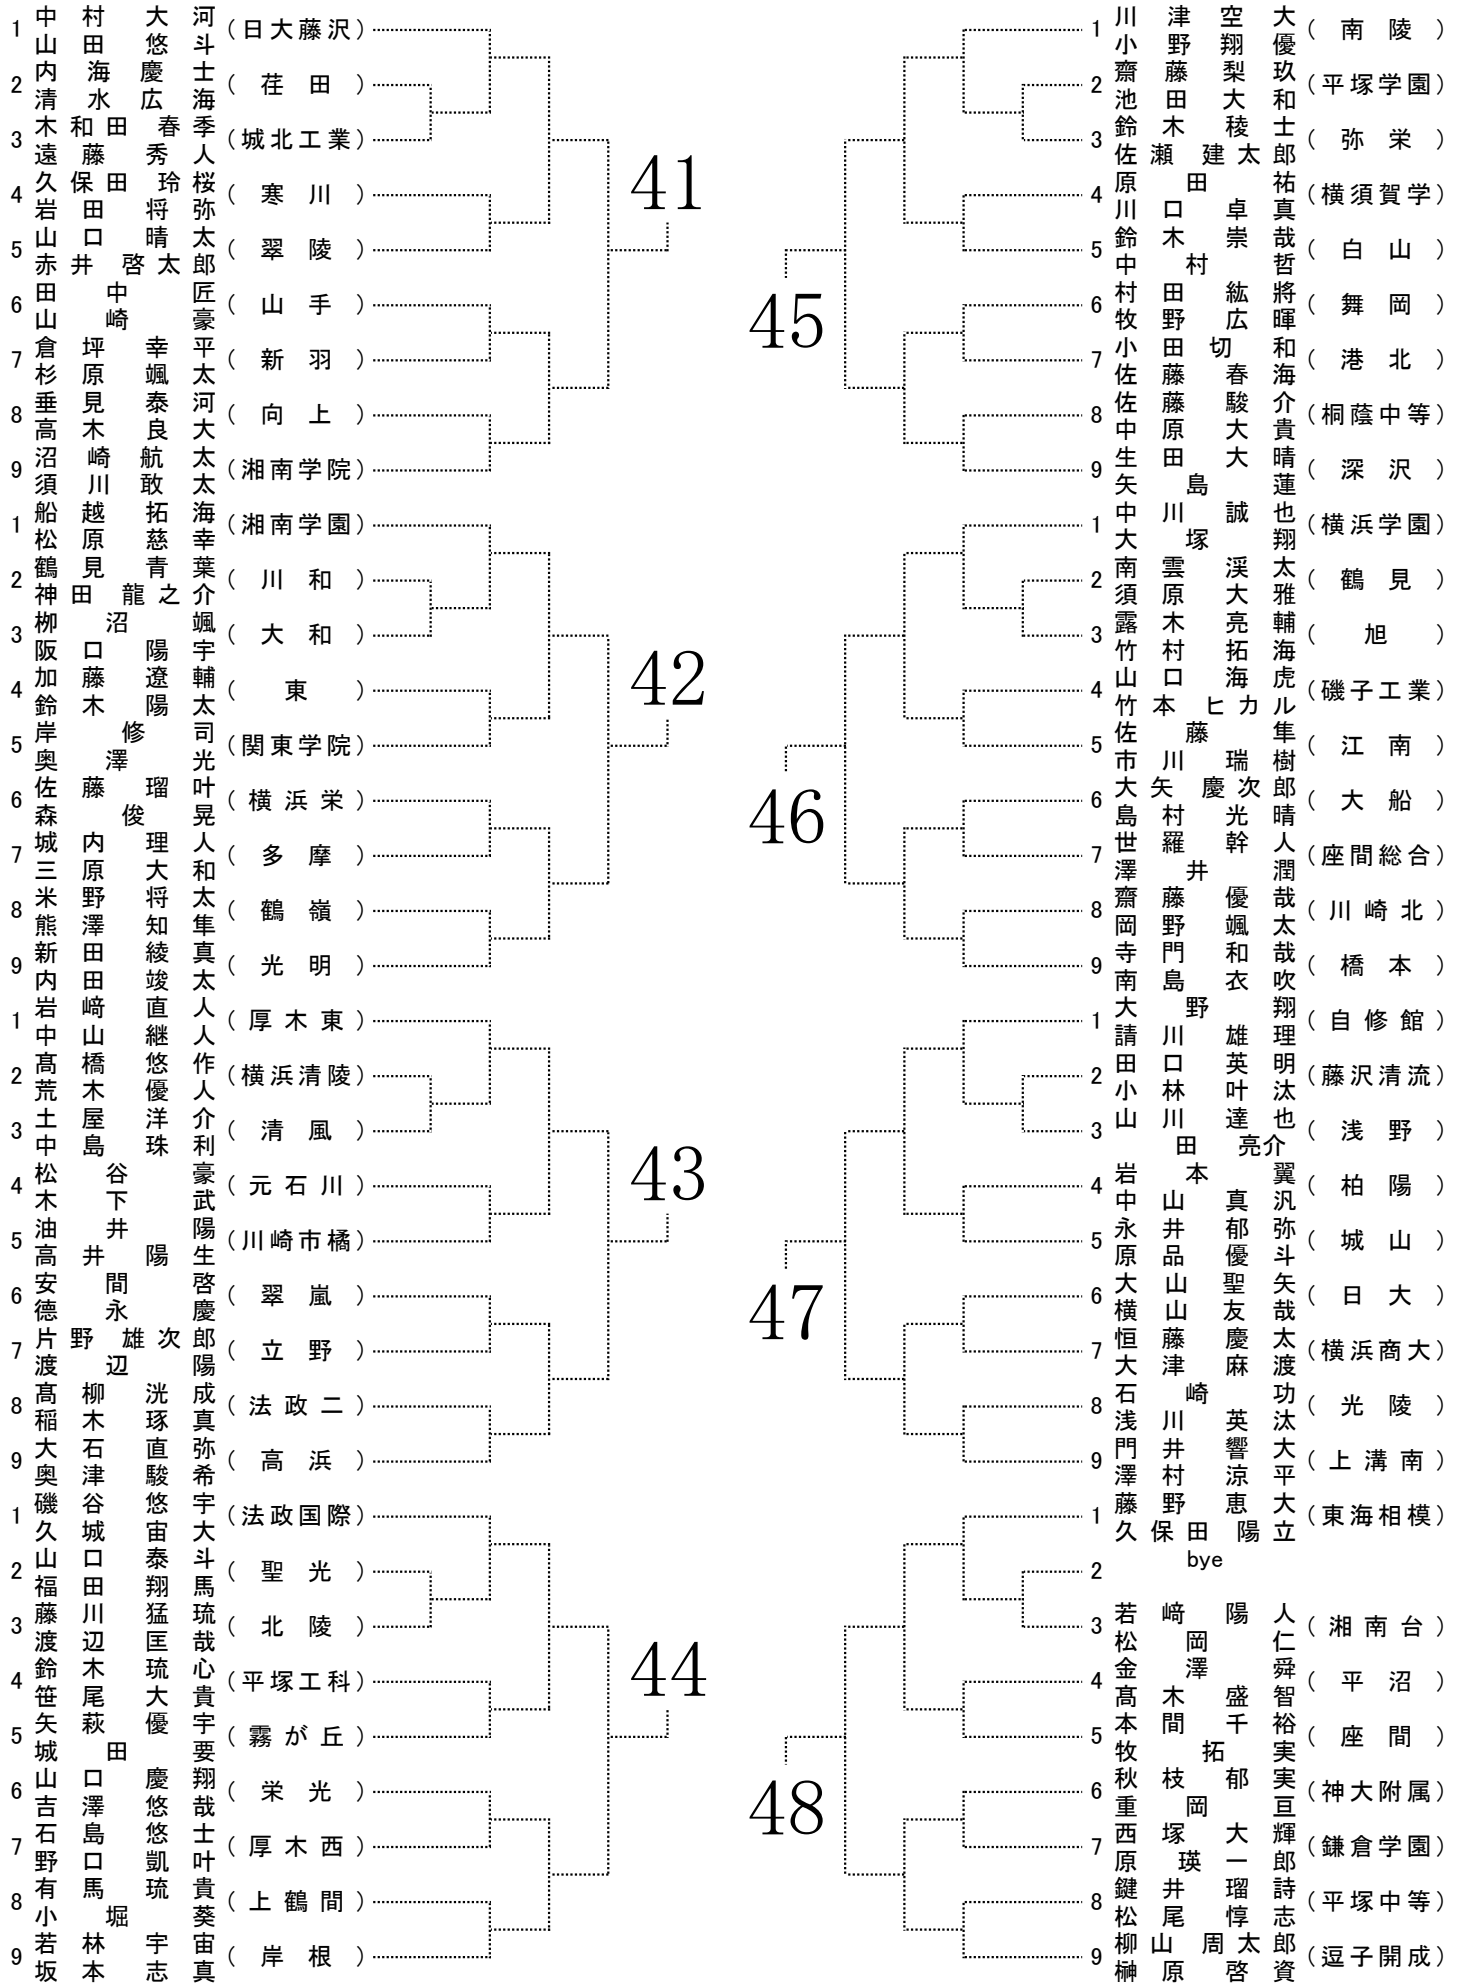 41
1 中村大河 山田悠斗 (日大藤沢)
2 内海慶士 清水広海 (荏田)
3 木和田春季 遠藤秀人 (城北工業)
4 久保田玲桜 岩田将弥 (寒川)
5 山口晴太 赤井啓太郎 (翠陵)
6 田中匠 山崎豪 (山手)
7 倉坪幸平 杉原颯太 (新羽)
8 垂見泰河 高木良大 (向上)
9 沼崎航太 須川敢太 (湘南学院)
42
1 船越拓海 松原慈幸 (湘南学園)
2 鶴見青葉 神田龍之介 (川和)
3 栁沼颯 阪口陽宇 (大和)
4 加藤遼輔 鈴木陽太 (東)
5 岸修司 奥澤光 (関東学院)
6 佐藤瑠叶 森俊晃 (横浜栄)
7 城内理人 三原大和 (多摩)
8 米野将太 熊澤知隼 (鶴嶺)
9 新田綾真 内田竣太 (光明)
43
1 岩﨑直人 中山継人 (厚木東)
2 髙橋悠作 荒木優人 (横浜清陵)
3 土屋洋介 中島珠利 (清風)
4 松谷豪 木下武 (元石川)
5 油井陽 高井陽生 (川崎市橘)
6 安間啓 德永慶 (翠嵐)
7 片野雄次郎 渡辺陽 (立野)
8 髙柳洸成 稲木琢真 (法政二)
9 大石直弥 奥津駿希 (高浜)
44
1 磯谷悠宇 久城宙大 (法政国際)
2 山口泰斗 福田翔馬 (聖光)
3 藤川猛琉 渡辺匡哉 (北陵)
4 鈴木琉心 笹尾大貴 (平塚工科)
5 矢萩優宇 城田要 (霧が丘)
6 山口慶翔 吉澤悠哉 (栄光)
7 石島悠士 野口凱叶 (厚木西)
8 有馬琉貴 小堀葵 (上鶴間)
9 若林宇宙 坂本志真 (岸根)
45
1 川津空大 小野翔優 (南陵)
2 齋藤梨玖 池田大和 (平塚学園)
3 鈴木稜士 佐瀬建太郎 (弥栄)
4 原田祐 川口卓真 (横須賀学)
5 鈴木崇哉 中村哲 (白山)
6 村田紘將 牧野広暉 (舞岡)
7 小田切和 佐藤春海 (港北)
8 佐藤駿介 中原大貴 (桐蔭中等)
9 生田大晴 矢島蓮 (深沢)
46
1 中川誠也 大塚翔 (横浜学園)
2 南雲渓太 須原大雅 (鶴見)
3 露木亮輔 竹村拓海 (旭)
4 山口海虎 竹本ヒカル (磯子工業)
5 佐藤隼 市川瑞樹 (江南)
6 大矢慶次郎 島村光晴 (大船)
7 世羅幹人 澤井潤 (座間総合)
8 齋藤優哉 岡野颯太 (川崎北)
9 寺門和哉 南島衣吹 (橋本)
47
1 大野翔 請川雄理 (自修館)
2 田口英明 小林叶汰 (藤沢清流)
3 山川達也 田亮介 (浅野)
4 岩本翼 中山真汎 (柏陽)
5 永井郁弥 原品優斗 (城山)
6 大山聖矢 横山友哉 (日大)
7 恒藤慶太 大津麻渡 (横浜商大)
8 石崎功 浅川英汰 (光陵)
9 門井響大 澤村涼平 (上溝南)
48
1 藤野恵大 久保田陽立 (東海相模)
2 bye
3 若﨑陽人 松岡仁 (湘南台)
4 金澤舜 髙木盛智 (平沼)
5 本間千裕 牧拓実 (座間)
6 秋枝郁実 重岡亘 (神大附属)
7 西塚大輝 原瑛一郎 (鎌倉学園)
8 鍵井瑠詩 松尾惇志 (平塚中等)
9 柳山周太郎 榊原啓資 (逗子開成)